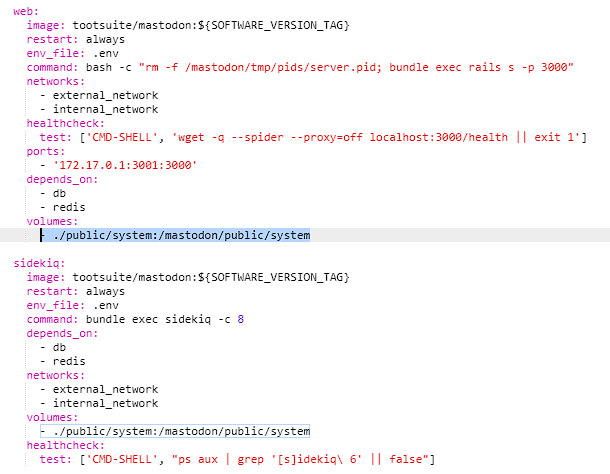 web:
image: tootsuite/mastodon:${SOFTWARE_VERSION_TAG}
restart: always
env_file: .env
command: bash -c "rm -f /mastodon/tmp/pids/server.pid; bundle exec rails s -p 3000"
networks:
- external_network
- internal_network
healthcheck:
test: ['CMD-SHELL', 'wget -q --spider --proxy=off localhost:3000/health || exit 1']
ports:
- '172.17.0.1:3001:3000'
depends_on:
- db
- redis
volumes:
- ./public/system:/mastodon/public/system
sidekiq:
image: tootsuite/mastodon:${SOFTWARE_VERSION_TAG}
restart: always
env_file: .env
command: bundle exec sidekiq -c 8
depends_on:
- db
- redis
networks:
- external_network
- internal_network
volumes:
- ./public/system:/mastodon/public/system
healthcheck:
test: ['CMD-SHELL', "ps aux | grep '[s]idekiq\ 6' || false"]